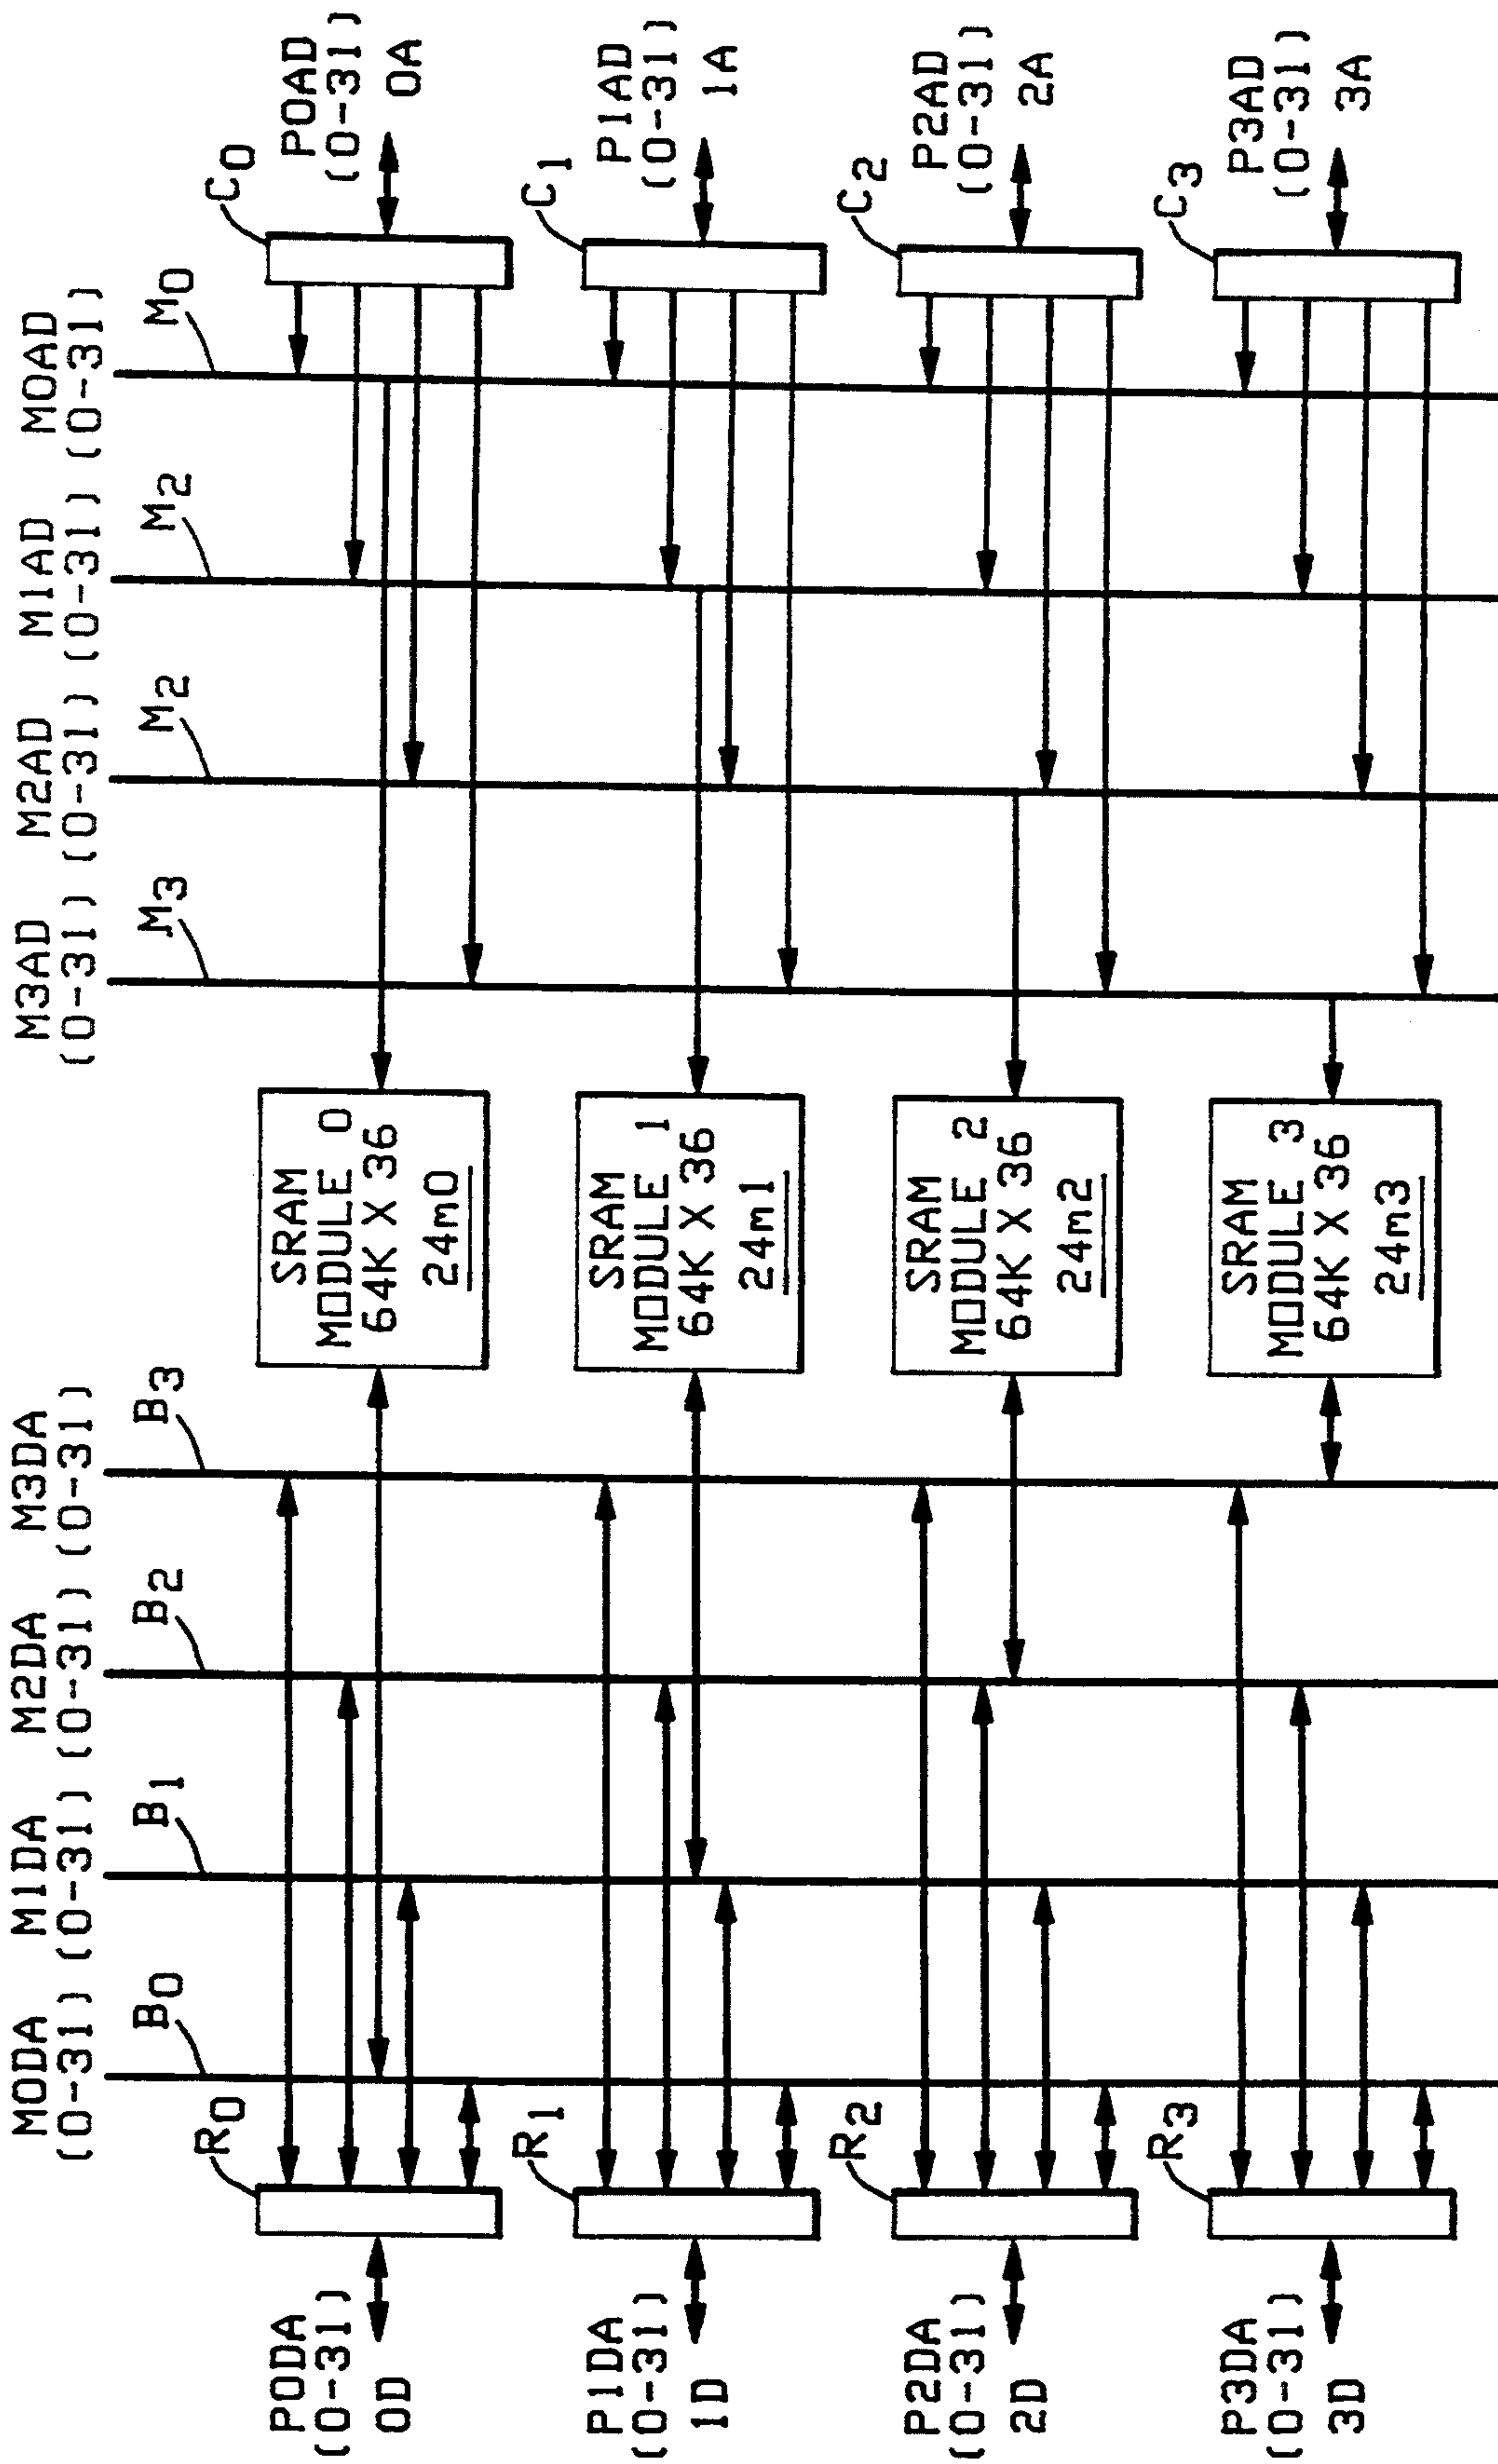 M0DA M1DA M2DA M3DA M3AD M2AD M1AD M0AD
(0-31) (0-31) (0-31) (0-31) (0-31) (0-31) (0-31) (0-31)
B0 B1 B2 B3 M3 M2 M2 M0
R0
C0
P0DA
(0-31)
0D
SRAM
MODULE 0
64K X 36
24m0
P0AD
(0-31)
0A
R1
C1
P1DA
(0-31)
1D
SRAM
MODULE 1
64K X 36
24m1
P1AD
(0-31)
1A
R2
C2
P2DA
(0-31)
2D
SRAM
MODULE 2
64K X 36
24m2
P2AD
(0-31)
2A
R3
C3
P3DA
(0-31)
3D
SRAM
MODULE 3
64K X 36
24m3
P3AD
(0-31)
3A